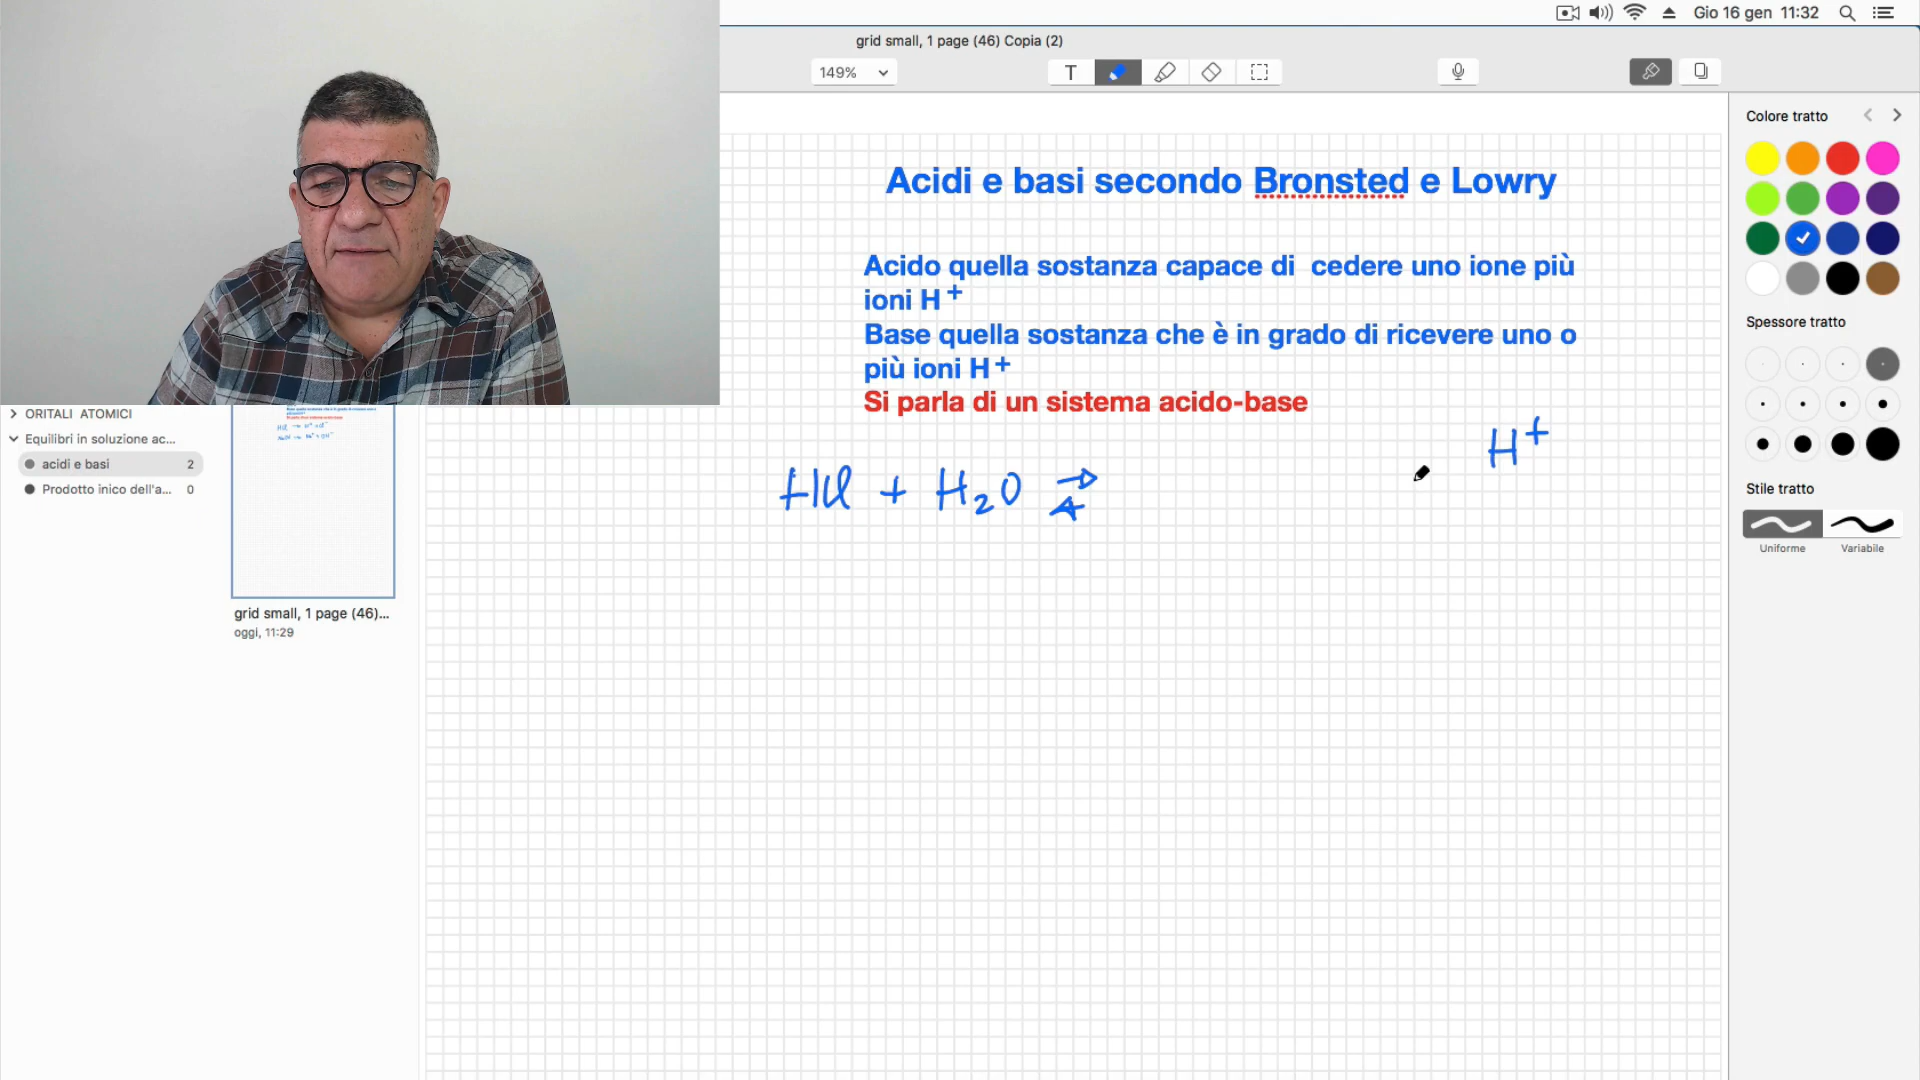 Gio 16 gen 11:32
grid small, 1 page (46) Copia (2)
149%
T
Colore tratto
Acidi e basi secondo Bronsted e Lowry
Acido quella sostanza capace di cedere uno ione più
ioni H +
Base quella sostanza che è in grado di ricevere uno o
più ioni H +
Si parla di un sistema acido-base
H+
HCl + H2O ⇄
Spessore tratto
Stile tratto
Uniforme
Variabile
ORITALI ATOMICI
Equilibri in soluzione ac...
acidi e basi 2
Prodotto inico dell'a... 0
grid small, 1 page (46)...
oggi, 11:29